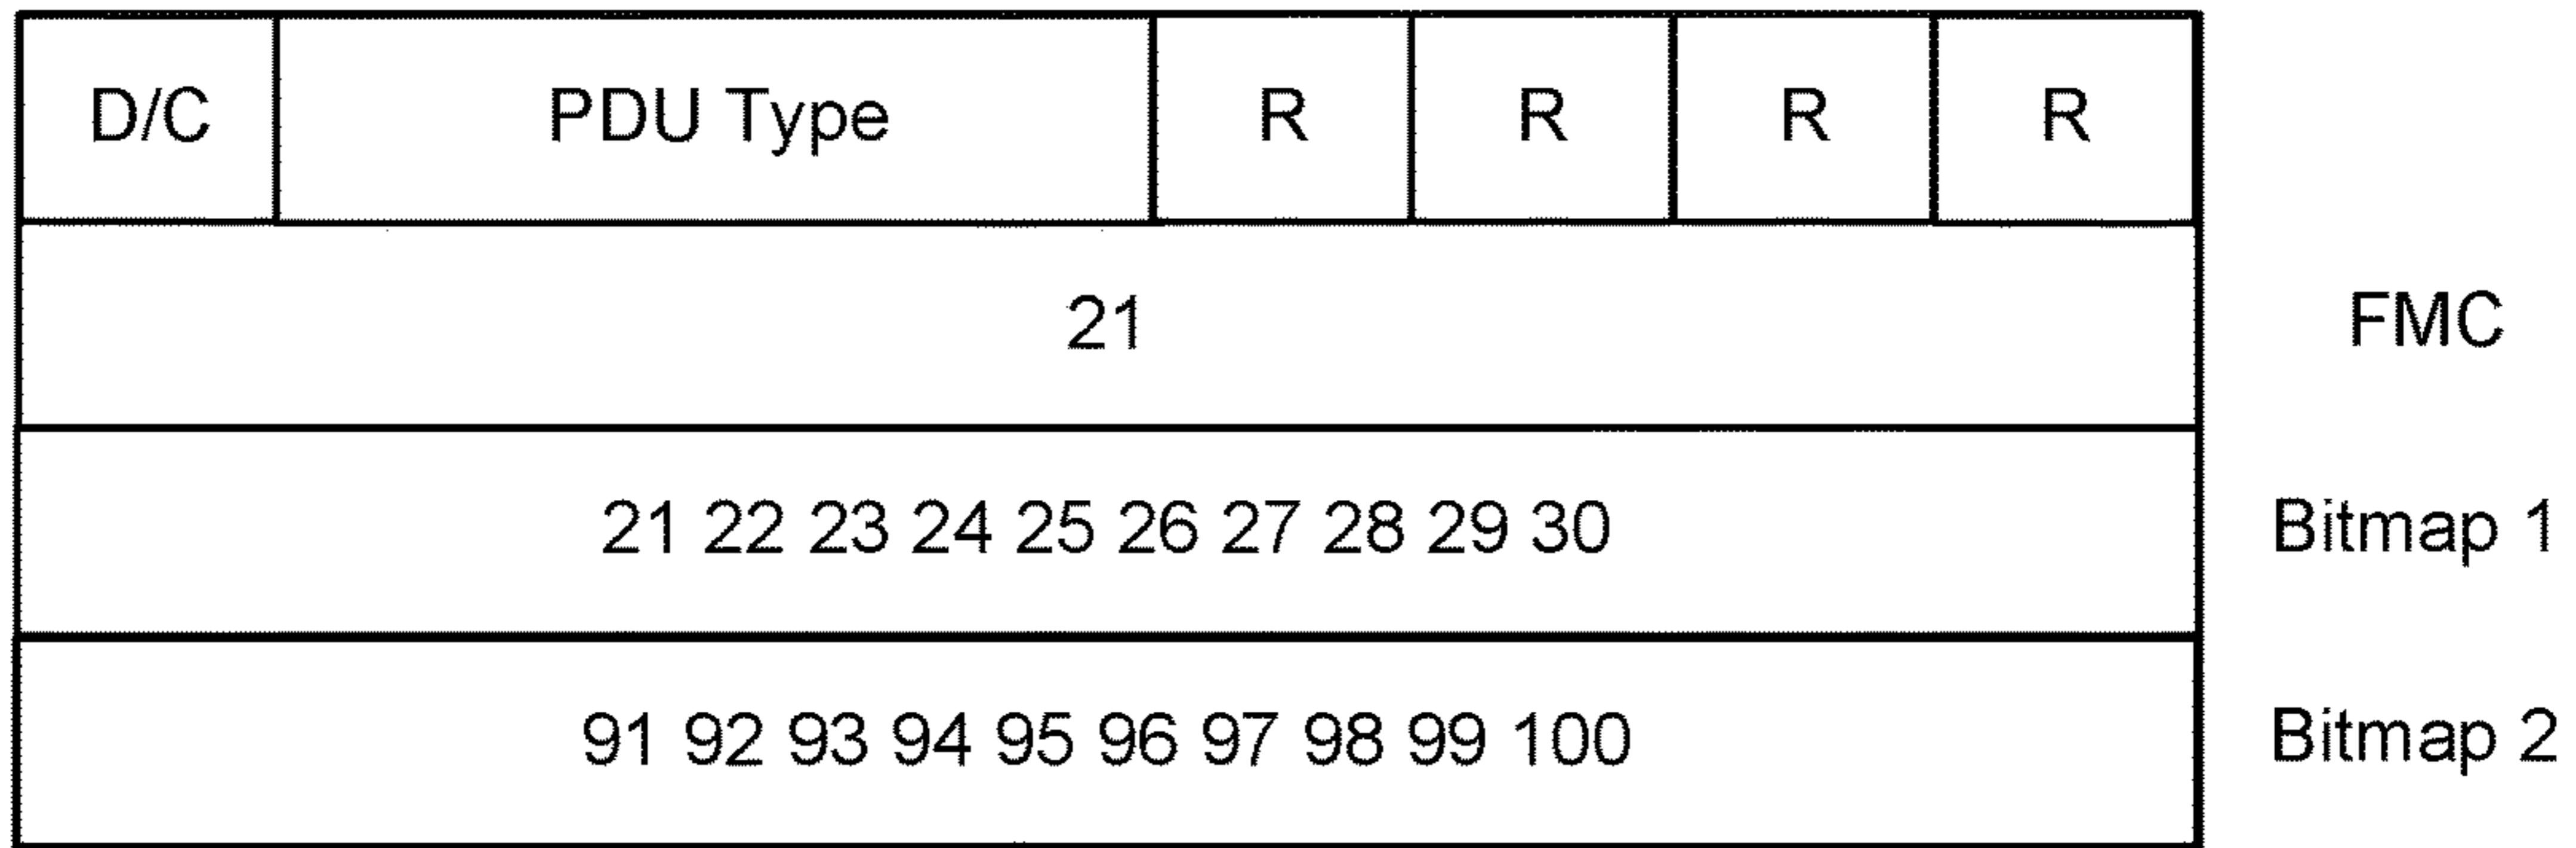 D/C PDU Type R R R R
21 FMC
21 22 23 24 25 26 27 28 29 30 Bitmap 1
91 92 93 94 95 96 97 98 99 100 Bitmap 2